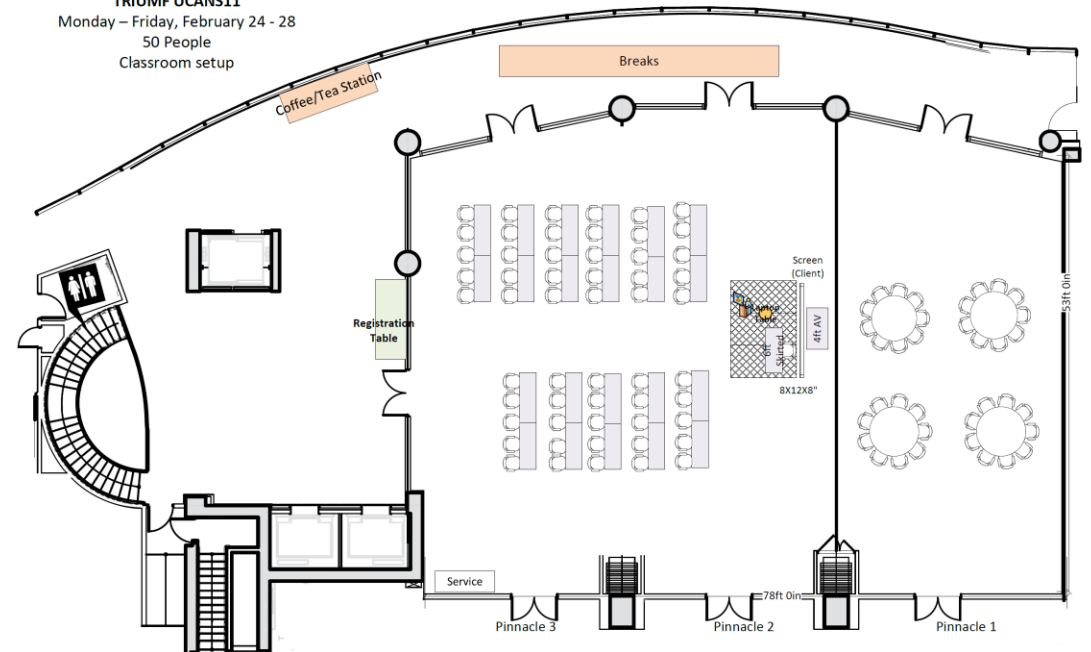 TRIUMF UCANS11
Monday – Friday, February 24 - 28
50 People
Classroom setup
Breaks
Coffee/Tea Station
Screen
(Client)
Laptop
Table
4ft AV
6ft
Skirted
8X12X8"
53ft 0in
Registration
Table
Service
78ft 0in
Pinnacle 3
Pinnacle 2
Pinnacle 1